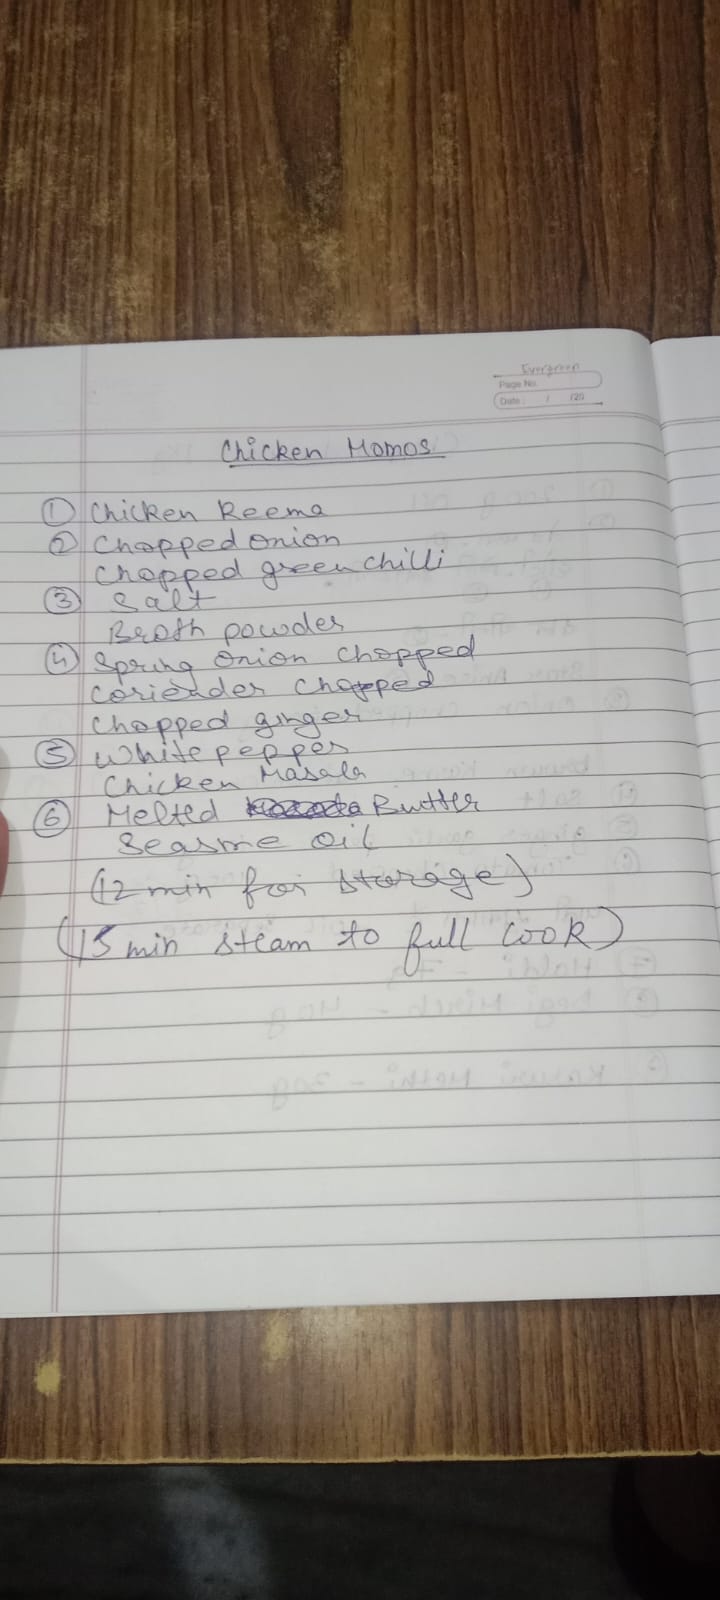 Evergreen
Page No.
Date : / /20
Chicken Momos
① Chicken Keema
② Chopped onion
Chopped green chilli
③ Salt
Broth powder
④ Spring onion chopped
Coriender Chopped
Chopped ginger
⑤ White pepper
Chicken Masala
⑥ Melted Butter
Seasme oil
(12 min for storage)
(15 min steam to full cook)